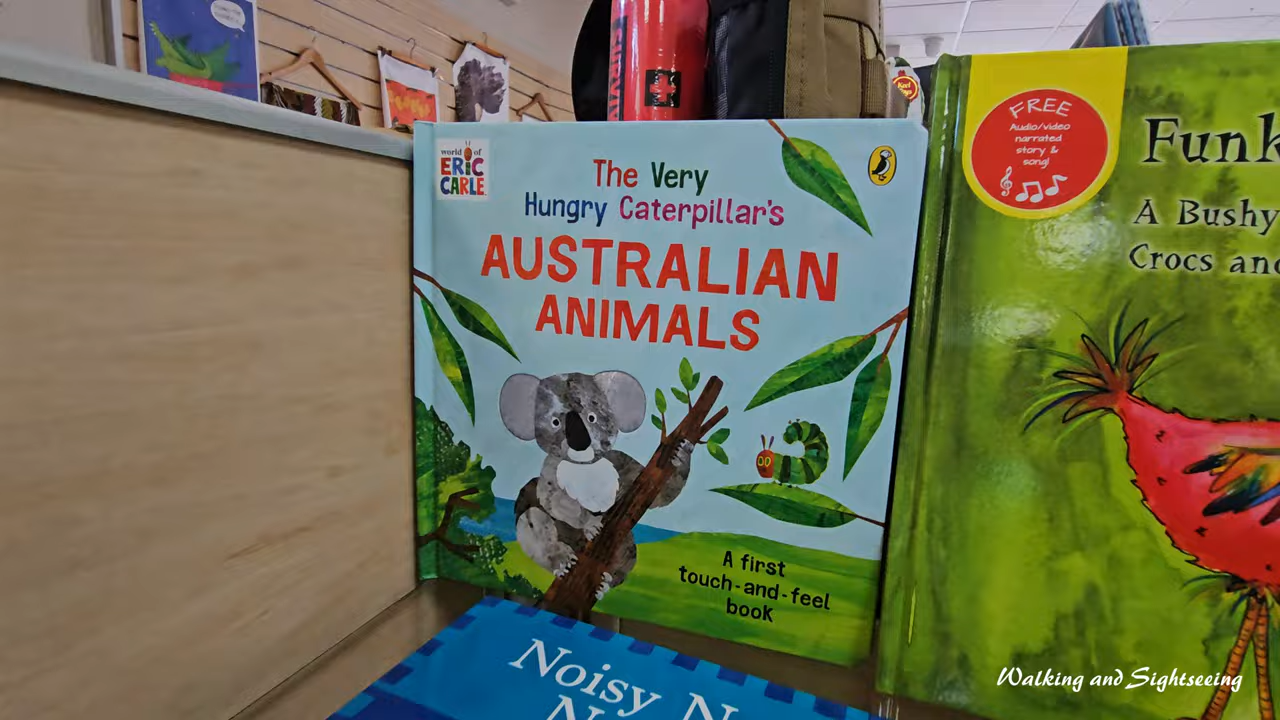 world of
ERIC
CARLE
The Very
Hungry Caterpillar's
AUSTRALIAN
ANIMALS
A first
touch-and-feel
book
FREE
Audio/video
narrated
story &
song!
Funk
A Bushy
Crocs and
Noisy N
Walking and Sightseeing